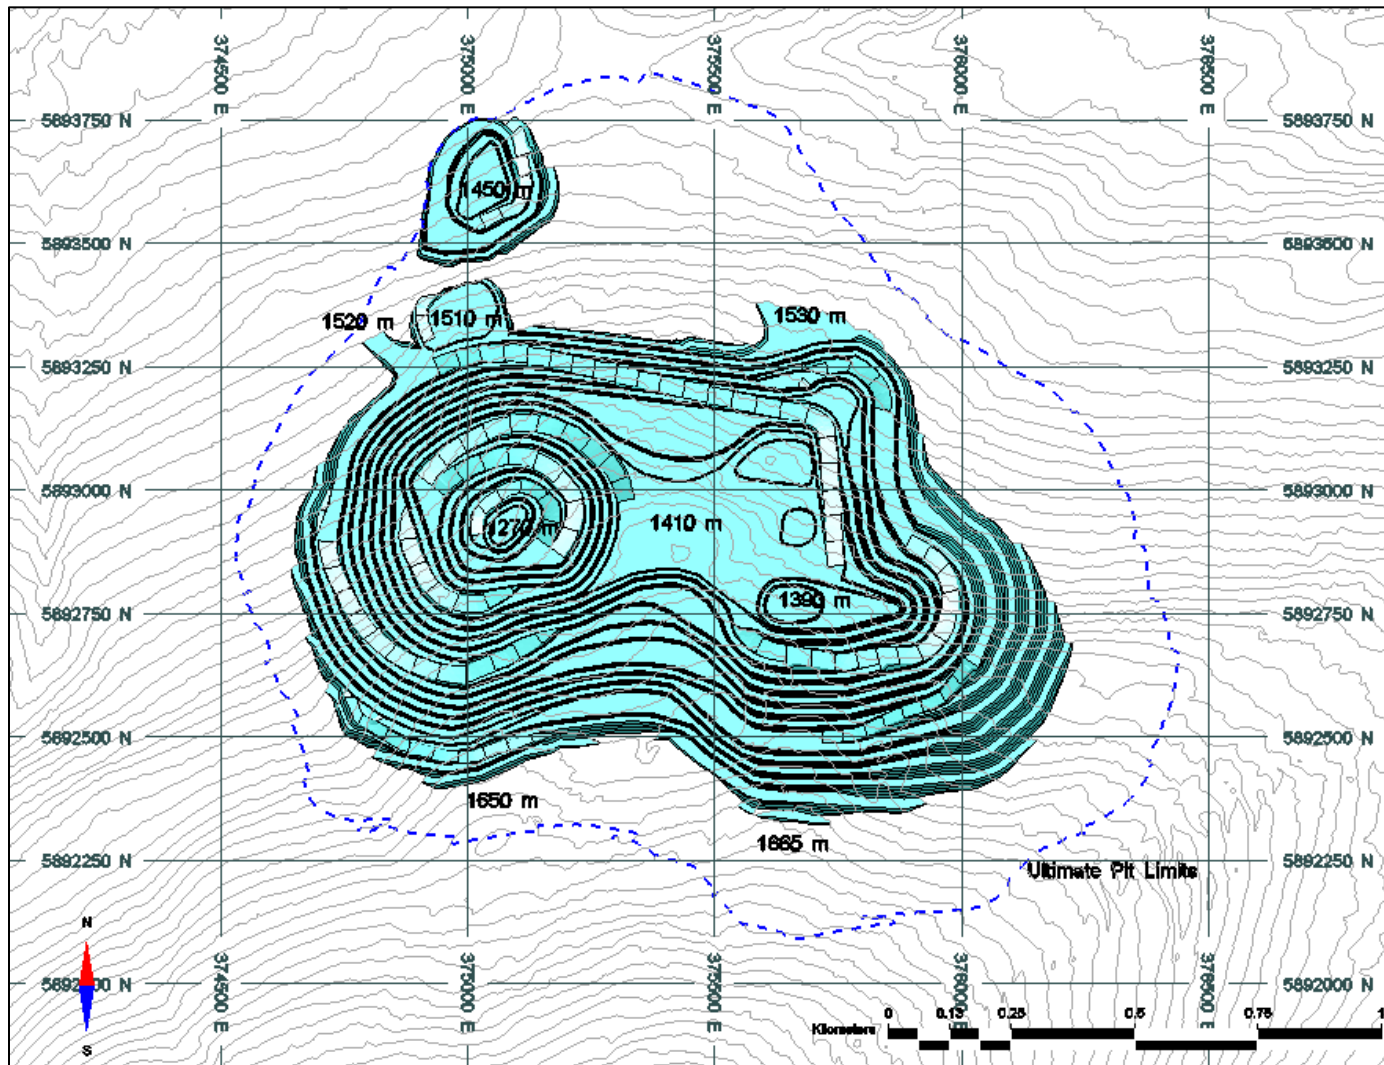 374500 E
375000 E
375500 E
376000 E
376500 E
5893750 N
5893750 N
1450 m
5893500 N
5893500 N
1520 m
1510 m
1530 m
5893250 N
5893250 N
5893000 N
5893000 N
1270 m
1410 m
1390 m
5892750 N
5892750 N
5892500 N
5892500 N
1650 m
1665 m
5892250 N
5892250 N
Ultimate Pit Limits
N
5892000 N
5892000 N
374500 E
375000 E
375500 E
376000 E
376500 E
S
Kilometers
0
0.13
0.25
0.5
0.75
1